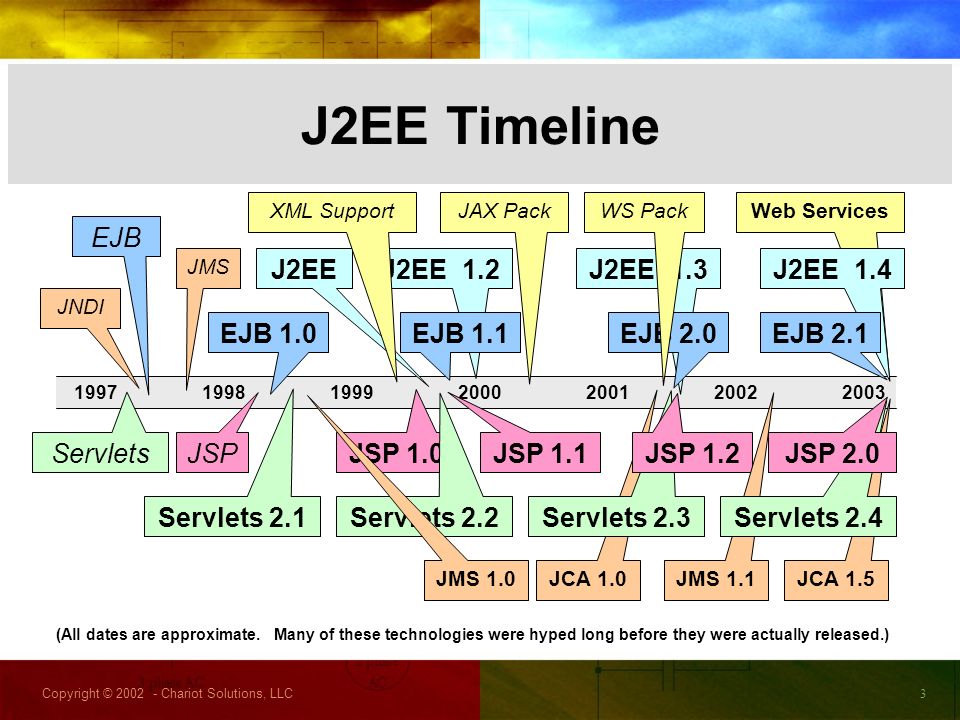 J2EE Timeline
XML Support
JAX Pack
WS Pack
Web Services
EJB
JMS
J2EE
J2EE 1.2
J2EE 1.3
J2EE 1.4
JNDI
EJB 1.0
EJB 1.1
EJB 2.0
EJB 2.1
1997 1998 1999 2000 2001 2002 2003
Servlets
JSP
JSP 1.0
JSP 1.1
JSP 1.2
JSP 2.0
Servlets 2.1
Servlets 2.2
Servlets 2.3
Servlets 2.4
JMS 1.0
JCA 1.0
JMS 1.1
JCA 1.5
(All dates are approximate. Many of these technologies were hyped long before they were actually released.)
Copyright © 2002 - Chariot Solutions, LLC
3